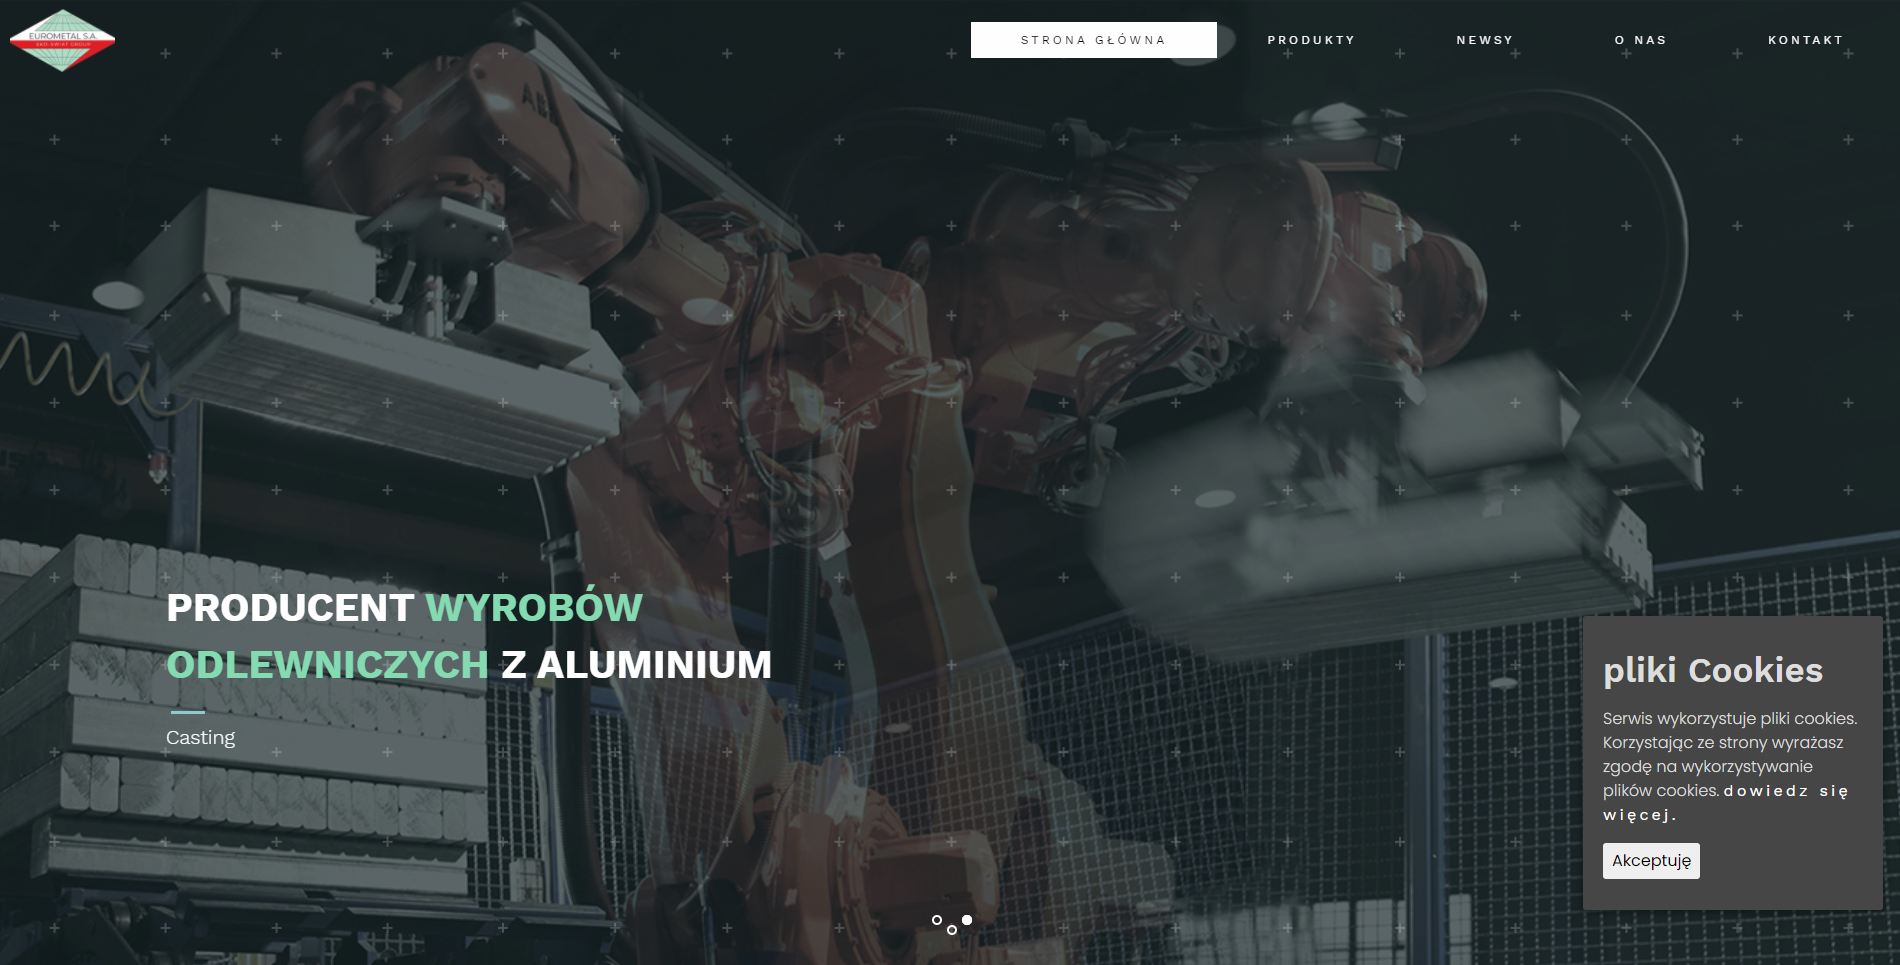 EUROMETAL S.A.
STRONA GŁÓWNA
PRODUKTY
NEWSY
O NAS
KONTAKT
AB
PRODUCENT WYROBÓW
ODLEWNICZYCH Z ALUMINIUM
Casting
pliki Cookies
Serwis wykorzystuje pliki cookies.
Korzystając ze strony wyrażasz
zgodę na wykorzystywanie
plików cookies. dowiedz się
więcej.
Akceptuję